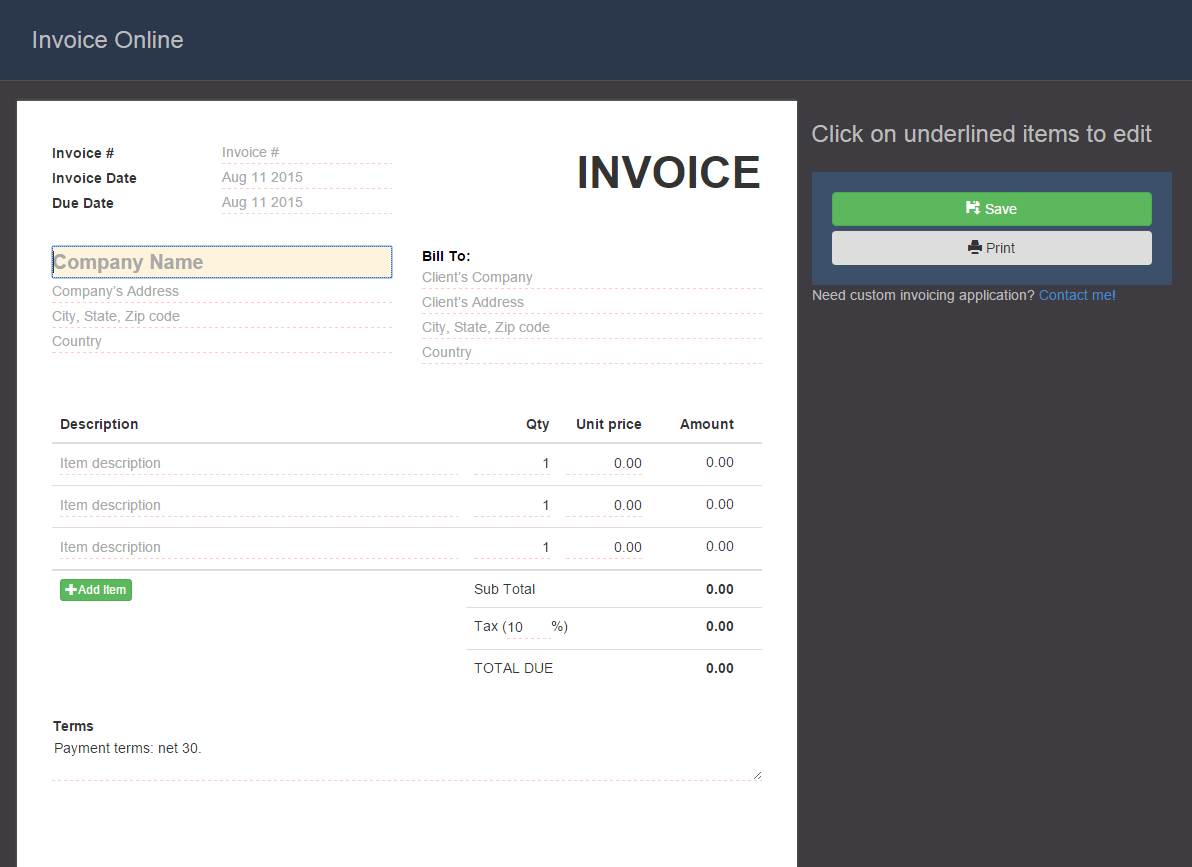 Invoice Online
Click on underlined items to edit
Save
Print
Need custom invoicing application? Contact me!
INVOICE
Invoice # Invoice #
Invoice Date Aug 11 2015
Due Date Aug 11 2015
Company Name
Company's Address
City, State, Zip code
Country
Bill To:
Client's Company
Client's Address
City, State, Zip code
Country
Description Qty Unit price Amount
Item description 1 0.00 0.00
Item description 1 0.00 0.00
Item description 1 0.00 0.00
Add Item
Sub Total 0.00
Tax (10 %) 0.00
TOTAL DUE 0.00
Terms
Payment terms: net 30.